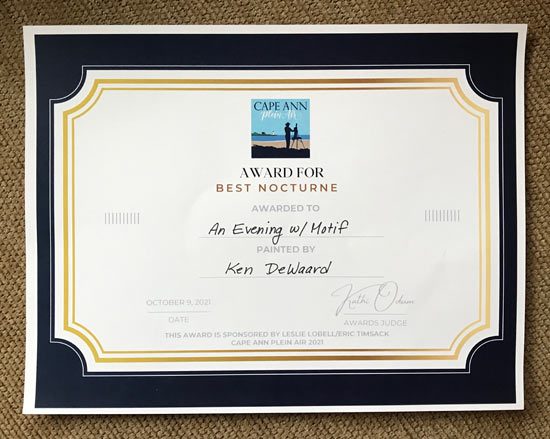 CAPE ANN
Plein Air
AWARD FOR
BEST NOCTURNE
AWARDED TO
An Evening w/ Motif
PAINTED BY
Ken DeWaard
OCTOBER 9, 2021
DATE
AWARDS JUDGE
THIS AWARD IS SPONSORED BY LESLIE LOBELL/ERIC TIMSACK
CAPE ANN PLEIN AIR 2021